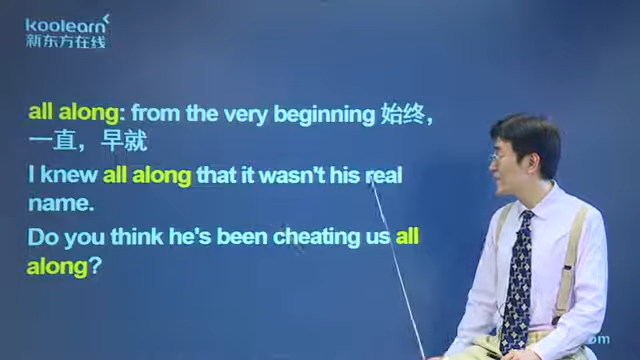 koolearn
新东方在线
all along: from the very beginning 始终,
一直，早就
I knew all along that it wasn't his real
name.
Do you think he's been cheating us all
along?